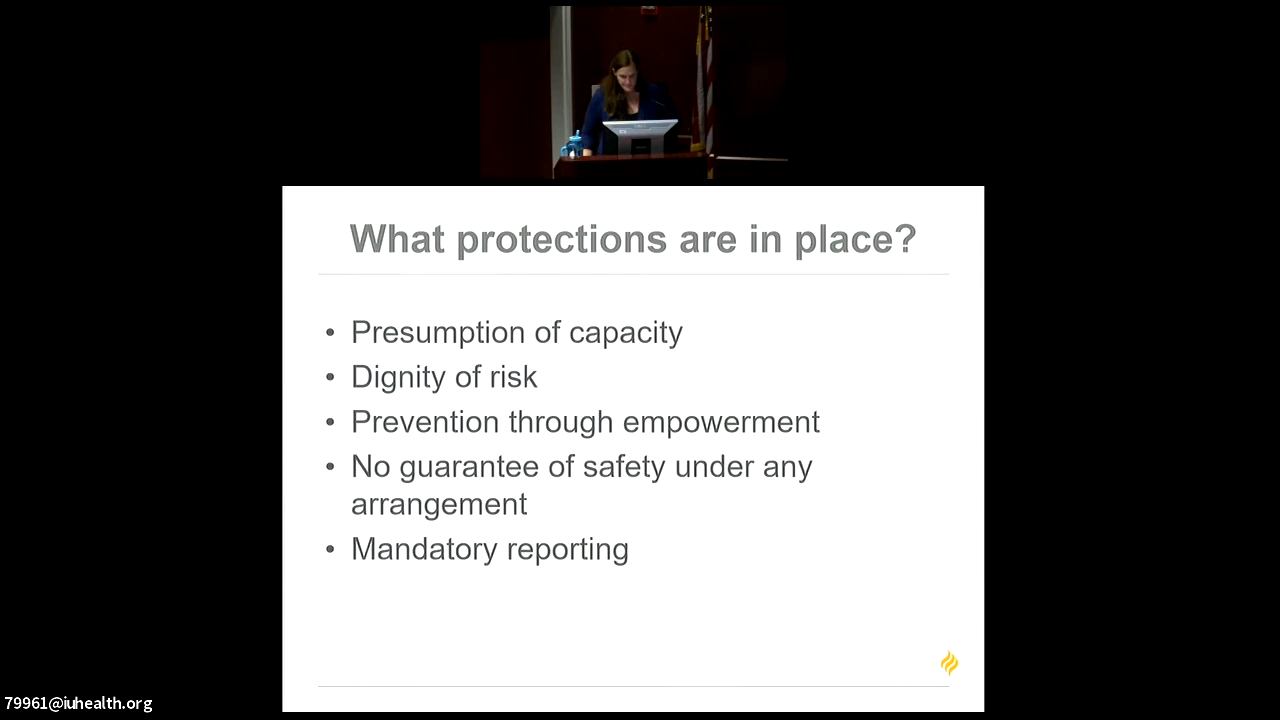 What protections are in place?
• Presumption of capacity
• Dignity of risk
• Prevention through empowerment
• No guarantee of safety under any
arrangement
• Mandatory reporting
79961@iuhealth.org